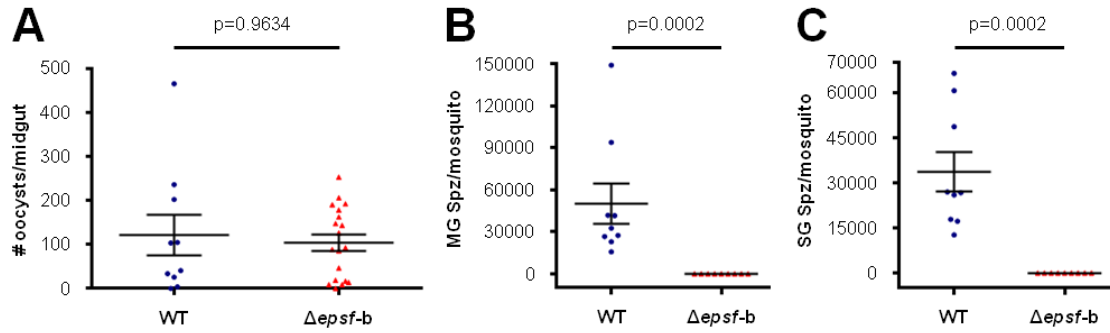 A
p=0.9634
#oocysts/midgut
500
400
300
200
100
0
WT
Δepsf-b
B
p=0.0002
MG Spz/mosquito
150000
120000
90000
60000
30000
0
WT
Δepsf-b
C
p=0.0002
SG Spz/mosquito
70000
60000
45000
30000
15000
0
WT
Δepsf-b